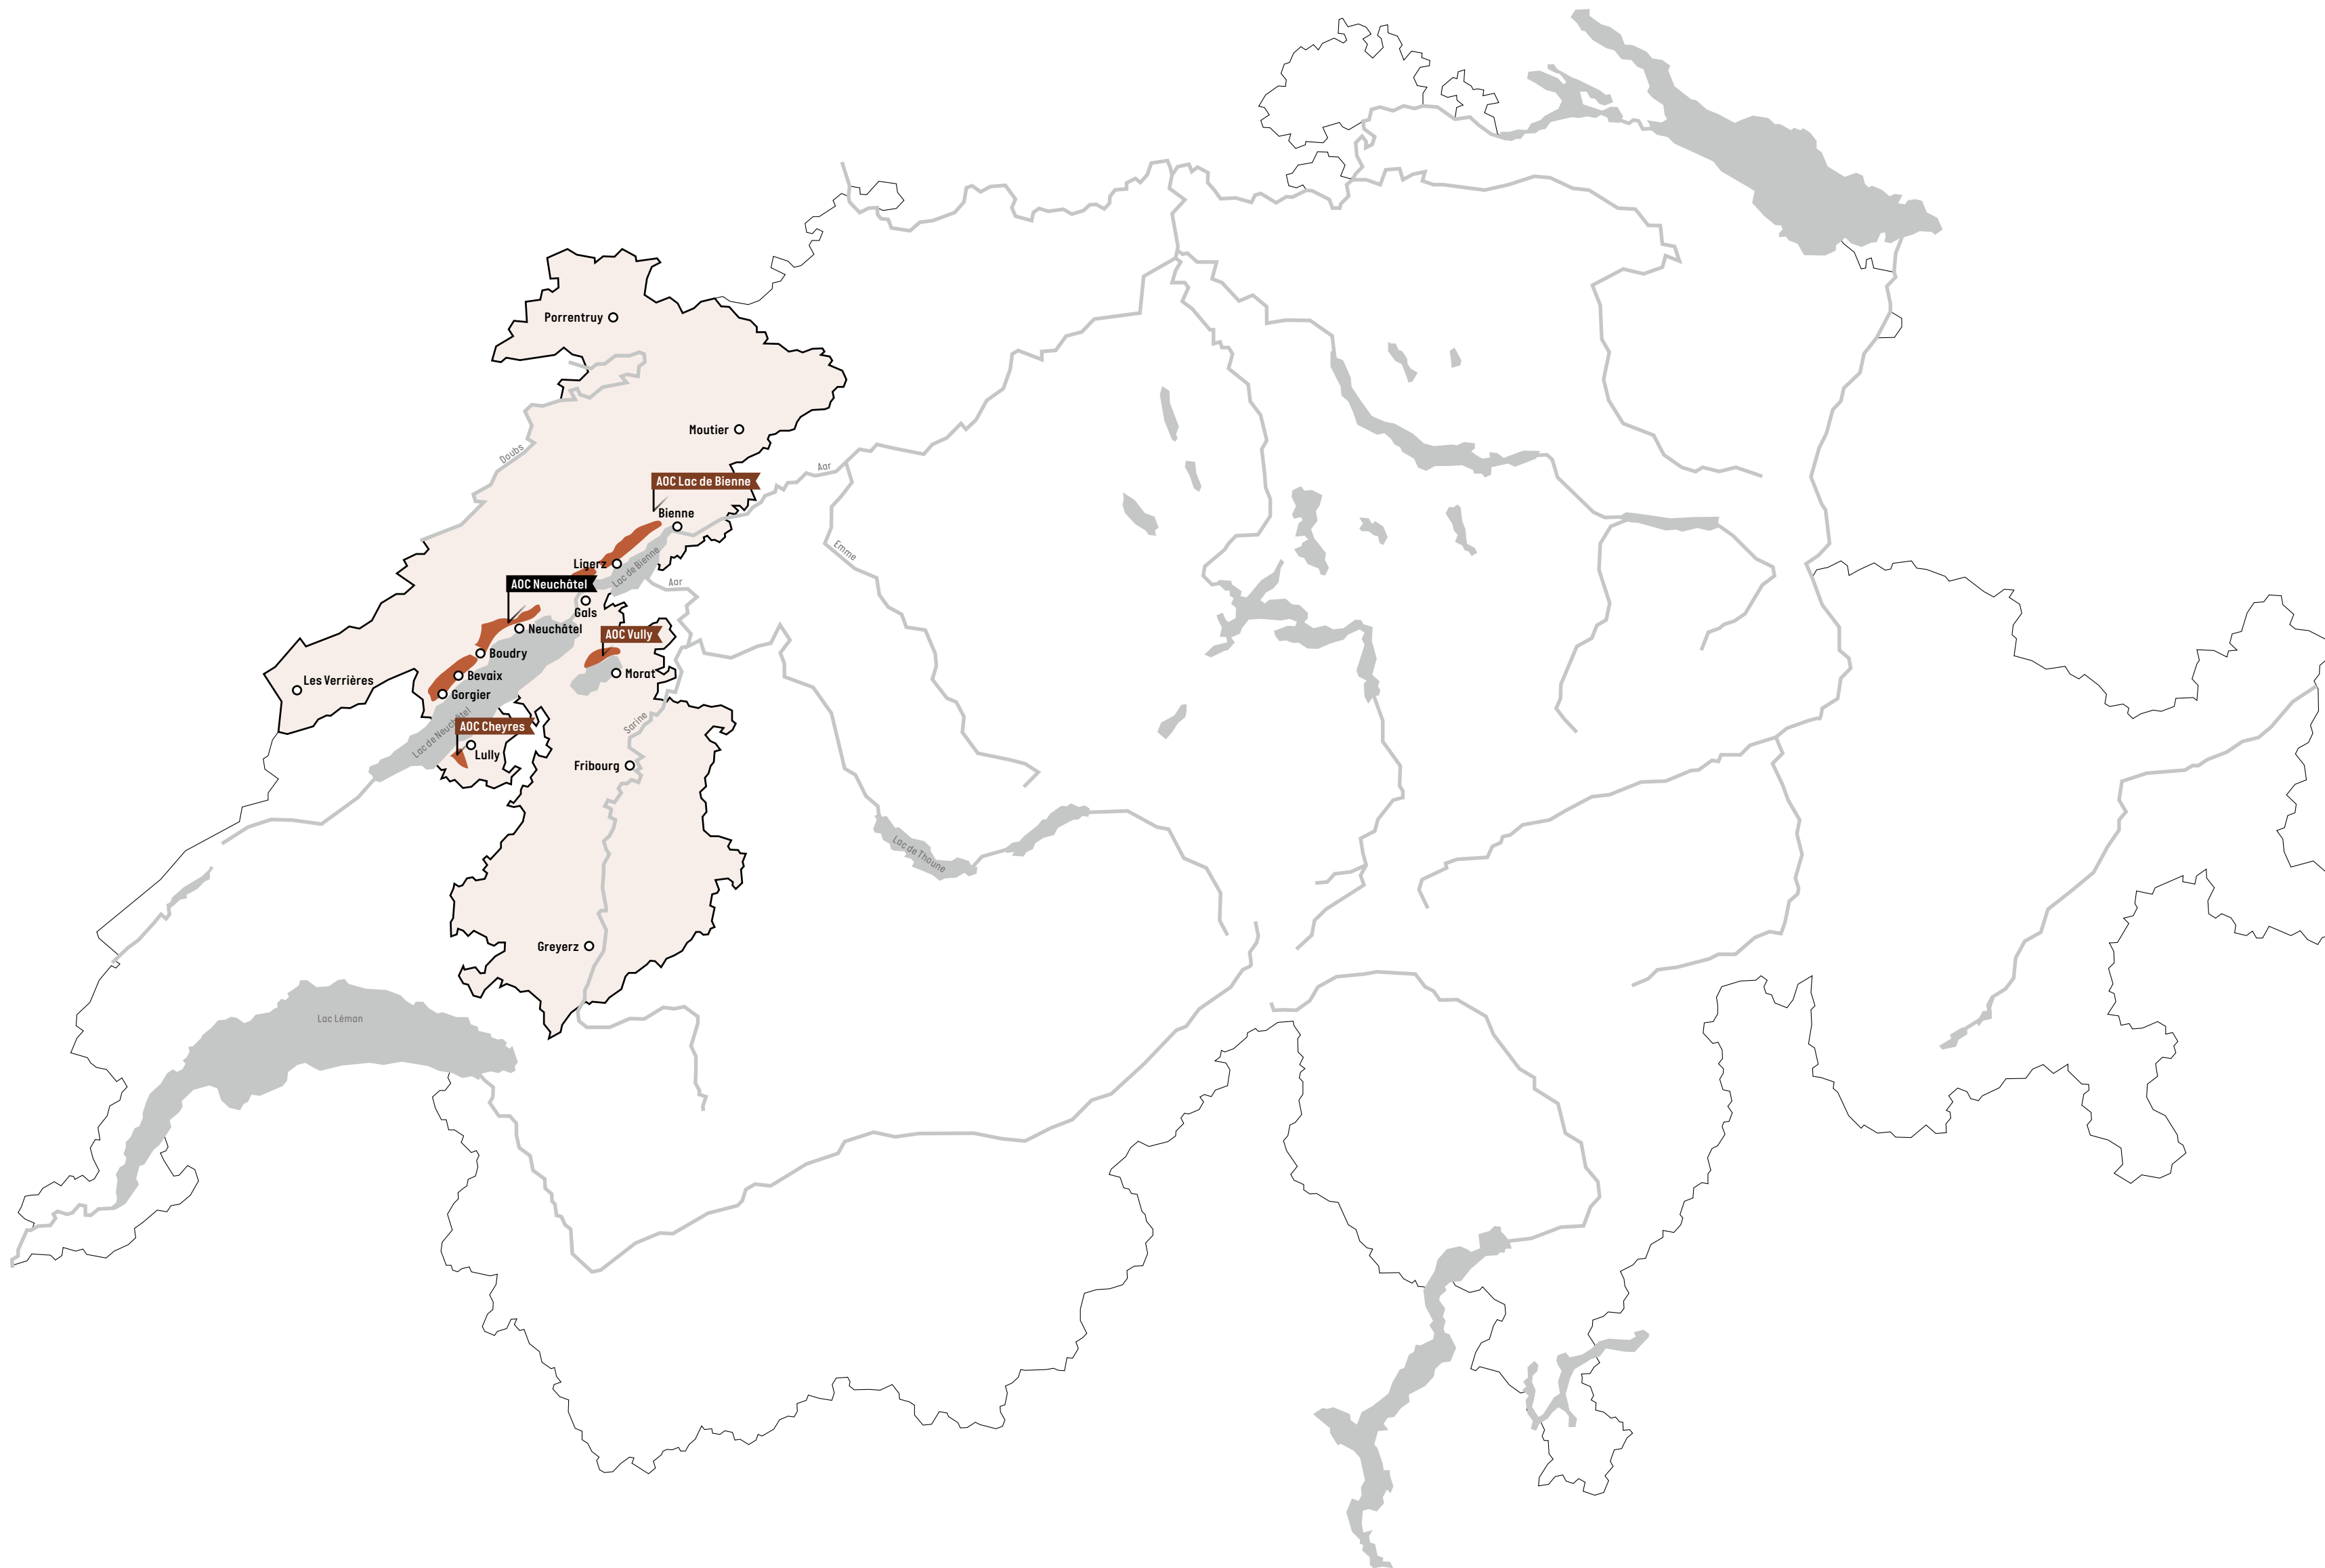 Porrentruy
Moutier
Doubs
Aar
AOC Lac de Bienne
Bienne
Emme
Ligerz
Lac de Bienne
AOC Neuchâtel
Aar
Gals
Neuchâtel
AOC Vully
Boudry
Bevaix
Morat
Les Verrières
Gorgier
Sarine
AOC Cheyres
Lac de Neuchâtel
Lully
Fribourg
Lac de Thoune
Greyerz
Lac Léman